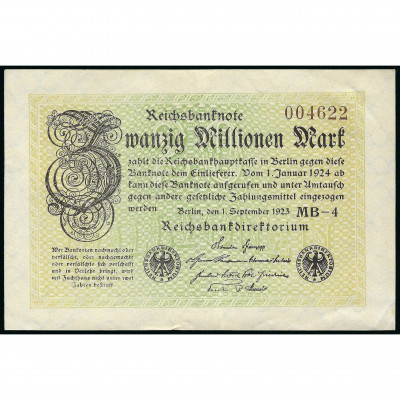 Reichsbanknote
004622
Zwanzig Millionen Mark
zahlt die Reichsbankhauptkasse in Berlin gegen diese
Banknote dem Einlieferer. Vom 1. Januar 1924 ab
kann diese Banknote aufgerufen und unter Umtausch
gegen andere gesetzliche Zahlungsmittel eingezogen
werden
Berlin, den 1. September 1923
MB-4
Reichsbankdirektorium
Wer Banknoten nachmacht oder
verfälscht, oder nachgemachte
oder verfälschte sich verschafft
und in Verkehr bringt, wird
mit Zuchthaus nicht unter zwei
Jahren bestraft